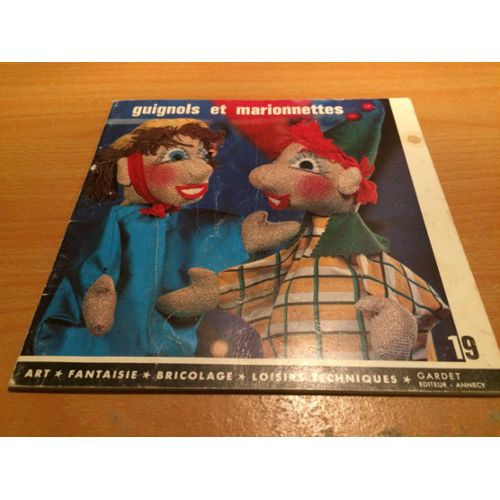 guignols et marionnettes
19
ART ★ FANTAISIE ★ BRICOLAGE ★ LOISIRS TECHNIQUES ★ GARDET
EDITEUR - ANNECY